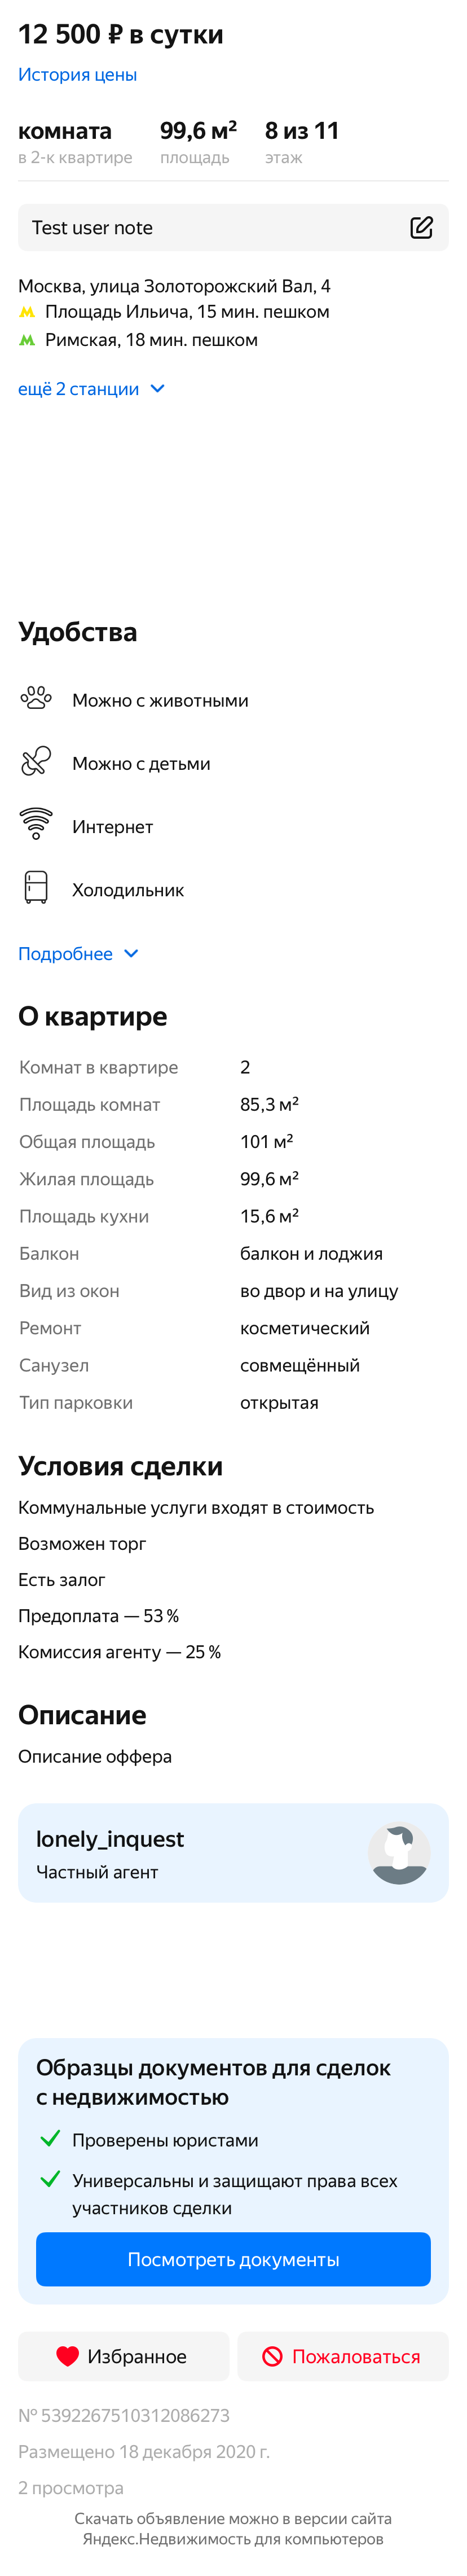 12 500 ₽ в сутки
История цены
комната
99,6 м²
8 из 11
в 2-к квартире
площадь
этаж
Test user note
Москва, улица Золоторожский Вал, 4
Площадь Ильича, 15 мин. пешком
Римская, 18 мин. пешком
ещё 2 станции
Удобства
Можно с животными
Можно с детьми
Интернет
Холодильник
Подробнее
О квартире
Комнат в квартире 2
Площадь комнат 85,3 м²
Общая площадь 101 м²
Жилая площадь 99,6 м²
Площадь кухни 15,6 м²
Балкон балкон и лоджия
Вид из окон во двор и на улицу
Ремонт косметический
Санузел совмещённый
Тип парковки открытая
Условия сделки
Коммунальные услуги входят в стоимость
Возможен торг
Есть залог
Предоплата — 53 %
Комиссия агенту — 25 %
Описание
Описание оффера
lonely_inquest
Частный агент
Образцы документов для сделок
с недвижимостью
Проверены юристами
Универсальны и защищают права всех
участников сделки
Посмотреть документы
Избранное
Пожаловаться
№ 5392267510312086273
Размещено 18 декабря 2020 г.
2 просмотра
Скачать объявление можно в версии сайта
Яндекс.Недвижимость для компьютеров